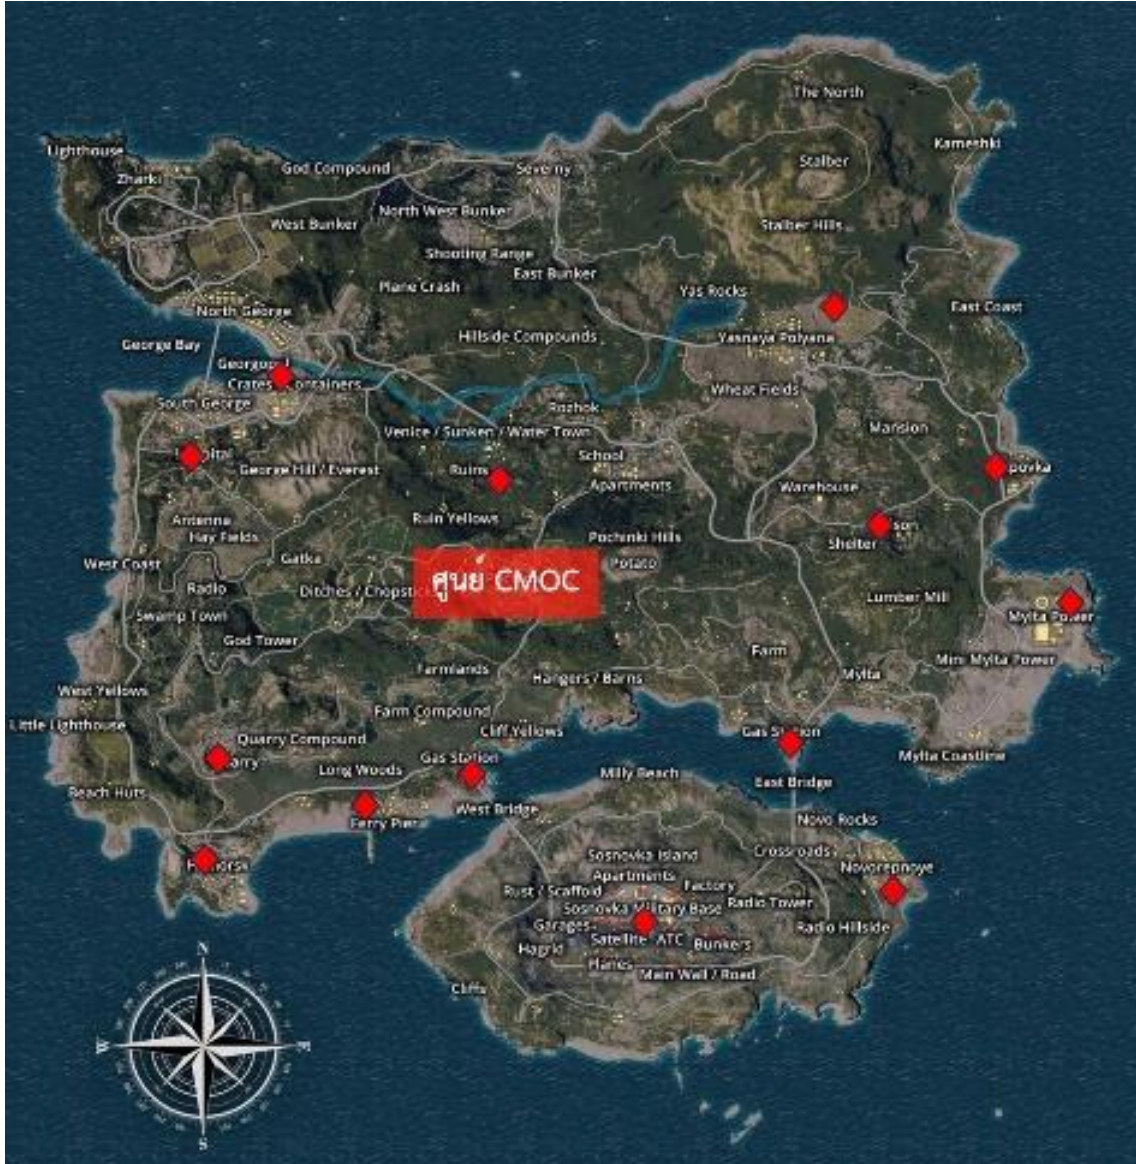 The North
Kameshki
Lighthouse
God Compound
Severny
Stalber
Zharki
North West Bunker
West Bunker
Stalber Hills
Shooting Range
East Bunker
Plane Crash
Yas Rocks
North George
East Coast
Hillside Compounds
Yasnaya Polyana
George Bay
Crates
Containers
South George
Wheat Fields
Rozhok
Venice / Sunken / Water Town
Mansion
School
George Hill / Everest
Ruins
Apartments
Warehouse
Antenna
Ruin Yellows
Hay Fields
Pochinki Hills
Shelter
West Coast
Gatka
Potato
ศูนย์ CMOC
Radio
Ditches /
Lumber Mill
Swamp Town
Mylta Power
God Tower
Farm
Mini Mylta Power
Farmlands
Hangers / Barns
Mylta
West Yellows
Farm Compound
Little Lighthouse
Cliff Yellows
Quarry Compound
Gas Station
Mylta Coastline
Long Woods
Milly Beach
East Bridge
Beach Huts
West Bridge
Ferry Pier
Novo Rocks
Crossroads
Sosnovka Island
Novorepnoye
Apartments
Factory
Rust / Scaffold
Radio Tower
Sosnovka Military Base
Garages
Radio Hillside
Satellite
ATC
Bunkers
Hagrid
Planes
Main Wall / Road
Cliffs
N
W
E
S